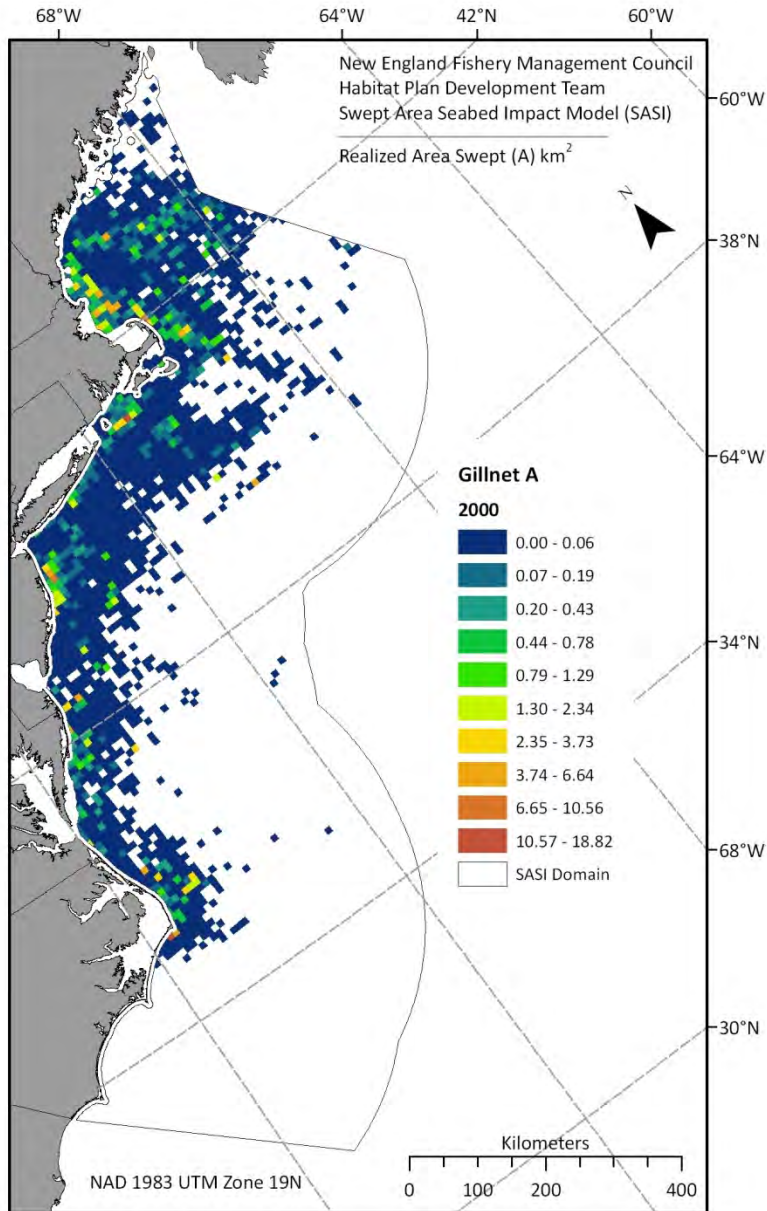 68°W 64°W 42°N 60°W
New England Fishery Management Council
Habitat Plan Development Team
Swept Area Seabed Impact Model (SASI)
Realized Area Swept (A) km²
60°W
N
38°N
64°W
Gillnet A
2000
0.00 - 0.06
0.07 - 0.19
0.20 - 0.43
0.44 - 0.78
0.79 - 1.29
1.30 - 2.34
2.35 - 3.73
3.74 - 6.64
6.65 - 10.56
10.57 - 18.82
SASI Domain
34°N
68°W
30°N
Kilometers
0 100 200 400
NAD 1983 UTM Zone 19N